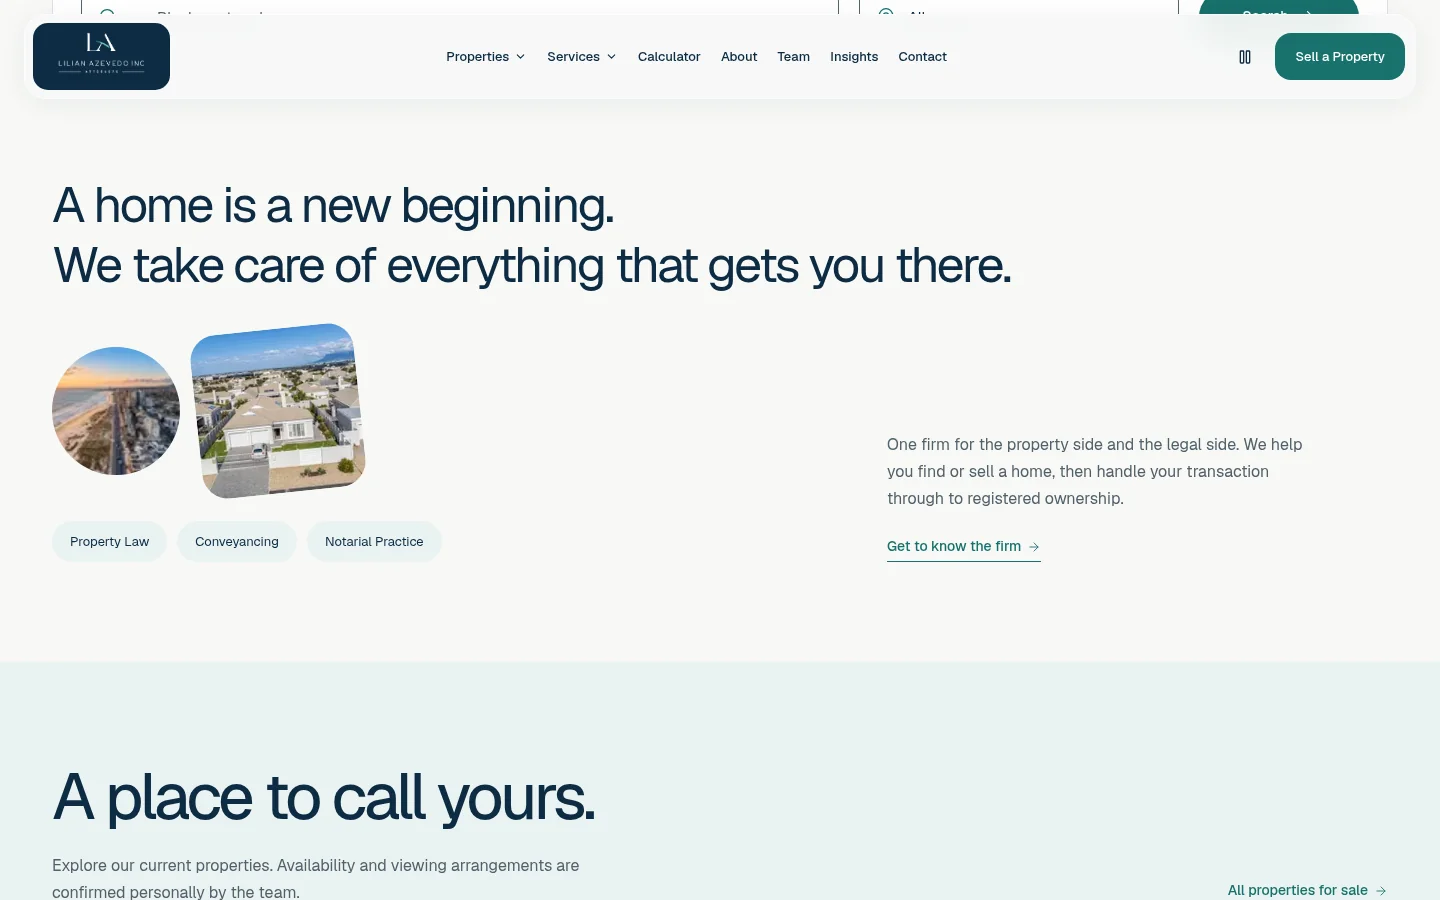 LA
LILIAN AZEVEDO INC
ATTORNEYS
Properties
Services
Calculator
About
Team
Insights
Contact
Sell a Property
A home is a new beginning.
We take care of everything that gets you there.
One firm for the property side and the legal side. We help
you find or sell a home, then handle your transaction
through to registered ownership.
Property Law
Conveyancing
Notarial Practice
Get to know the firm
A place to call yours.
Explore our current properties. Availability and viewing arrangements are
confirmed personally by the team.
All properties for sale